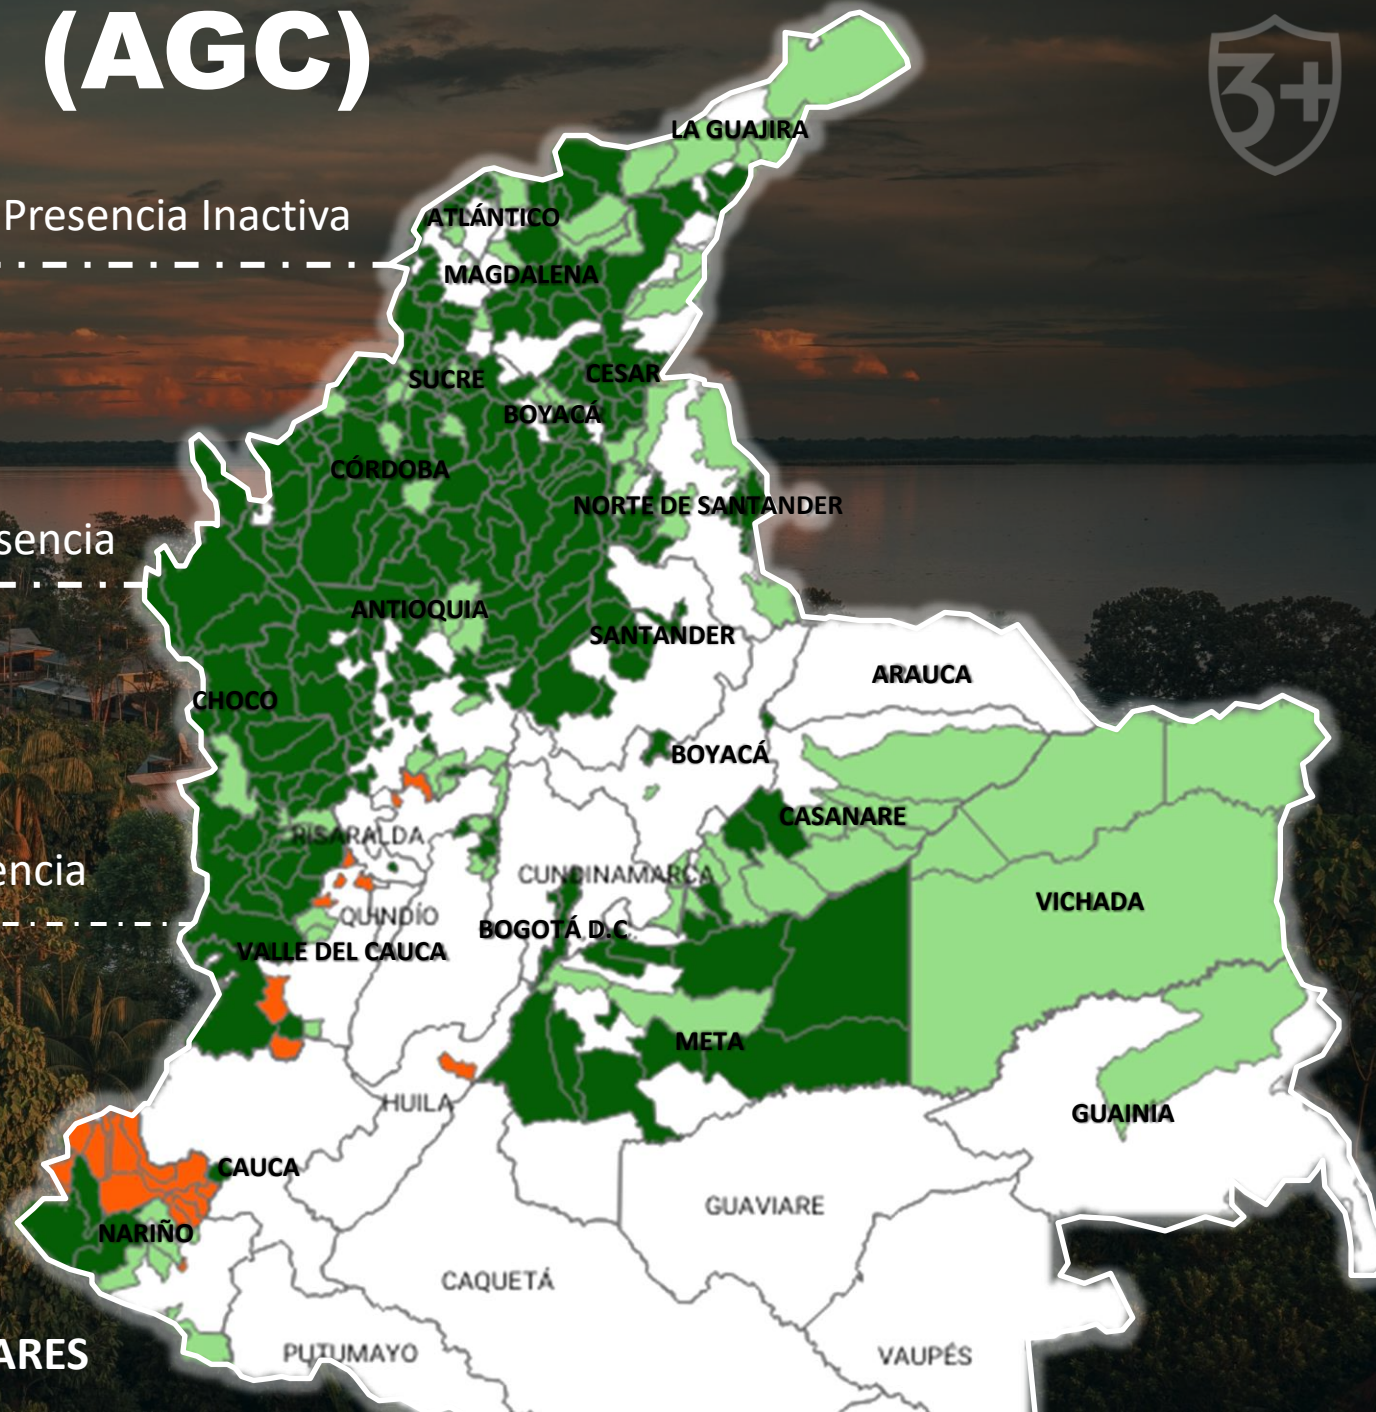 (AGC)
3+
LA GUAJIRA
Presencia Inactiva
ATLÁNTICO
MAGDALENA
SUCRE
CESAR
BOYACÁ
CÓRDOBA
NORTE DE SANTANDER
sencia
ANTIOQUIA
SANTANDER
ARAUCA
CHOCO
BOYACÁ
CASANARE
RISARALDA
encia
CUNDINAMARCA
VICHADA
QUINDÍO
BOGOTÁ D.C
VALLE DEL CAUCA
META
HUILA
GUAINIA
CAUCA
GUAVIARE
NARIÑO
CAQUETÁ
ARES
PUTUMAYO
VAUPÉS